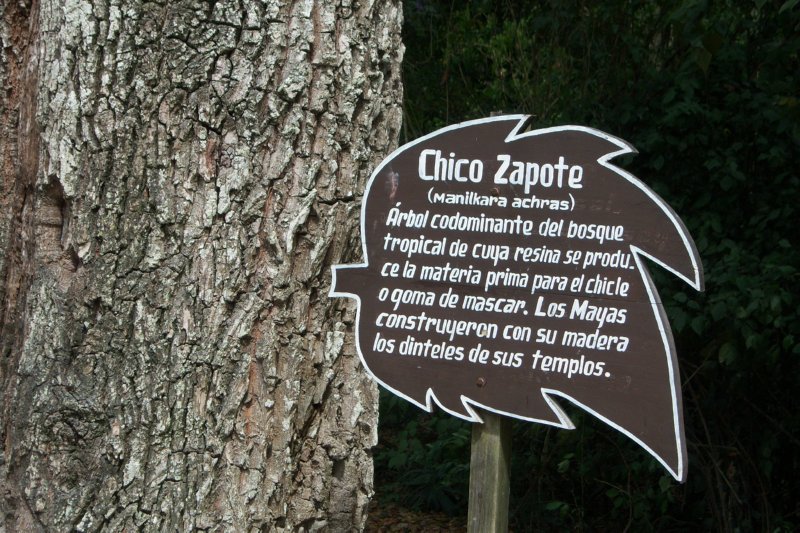 Chico Zapote
(Manilkara achras)
Árbol codominante del bosque
tropical de cuya resina se produ-
ce la materia prima para el chicle
o goma de mascar. Los Mayas
construyeron con su madera
los dinteles de sus templos.